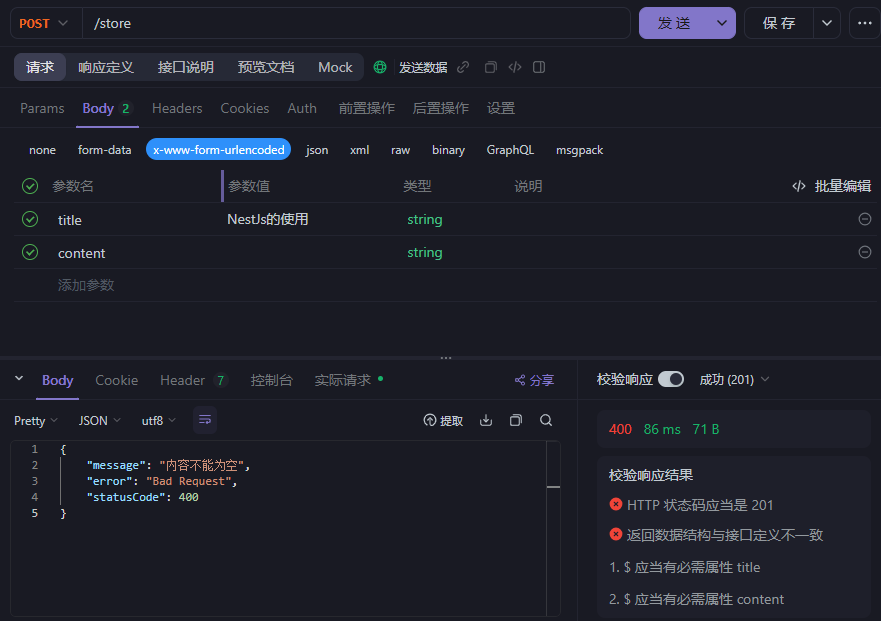 POST /store 发 送 保 存
请求 响应定义 接口说明 预览文档 Mock 发送数据
Params Body 2 Headers Cookies Auth 前置操作 后置操作 设置
none form-data x-www-form-urlencoded json xml raw binary GraphQL msgpack
参数名 参数值 类型 说明 批量编辑
title NestJs的使用 string
content string
添加参数
Body Cookie Header 7 控制台 实际请求 分享
Pretty JSON utf8 提取
1 {
2 "message": "内容不能为空",
3 "error": "Bad Request",
4 "statusCode": 400
5 }
校验响应 成功 (201)
400 86 ms 71 B
校验响应结果
HTTP 状态码应当是 201
返回数据结构与接口定义不一致
1. $ 应当有必需属性 title
2. $ 应当有必需属性 content